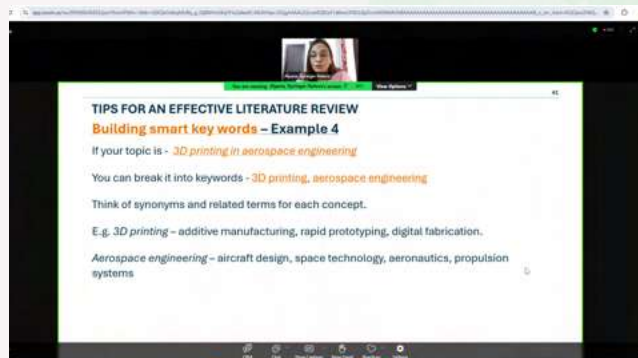 41
TIPS FOR AN EFFECTIVE LITERATURE REVIEW
Building smart key words – Example 4
If your topic is - 3D printing in aerospace engineering
You can break it into keywords - 3D printing, aerospace engineering
Think of synonyms and related terms for each concept.
E.g. 3D printing – additive manufacturing, rapid prototyping, digital fabrication.
Aerospace engineering – aircraft design, space technology, aeronautics, propulsion
systems